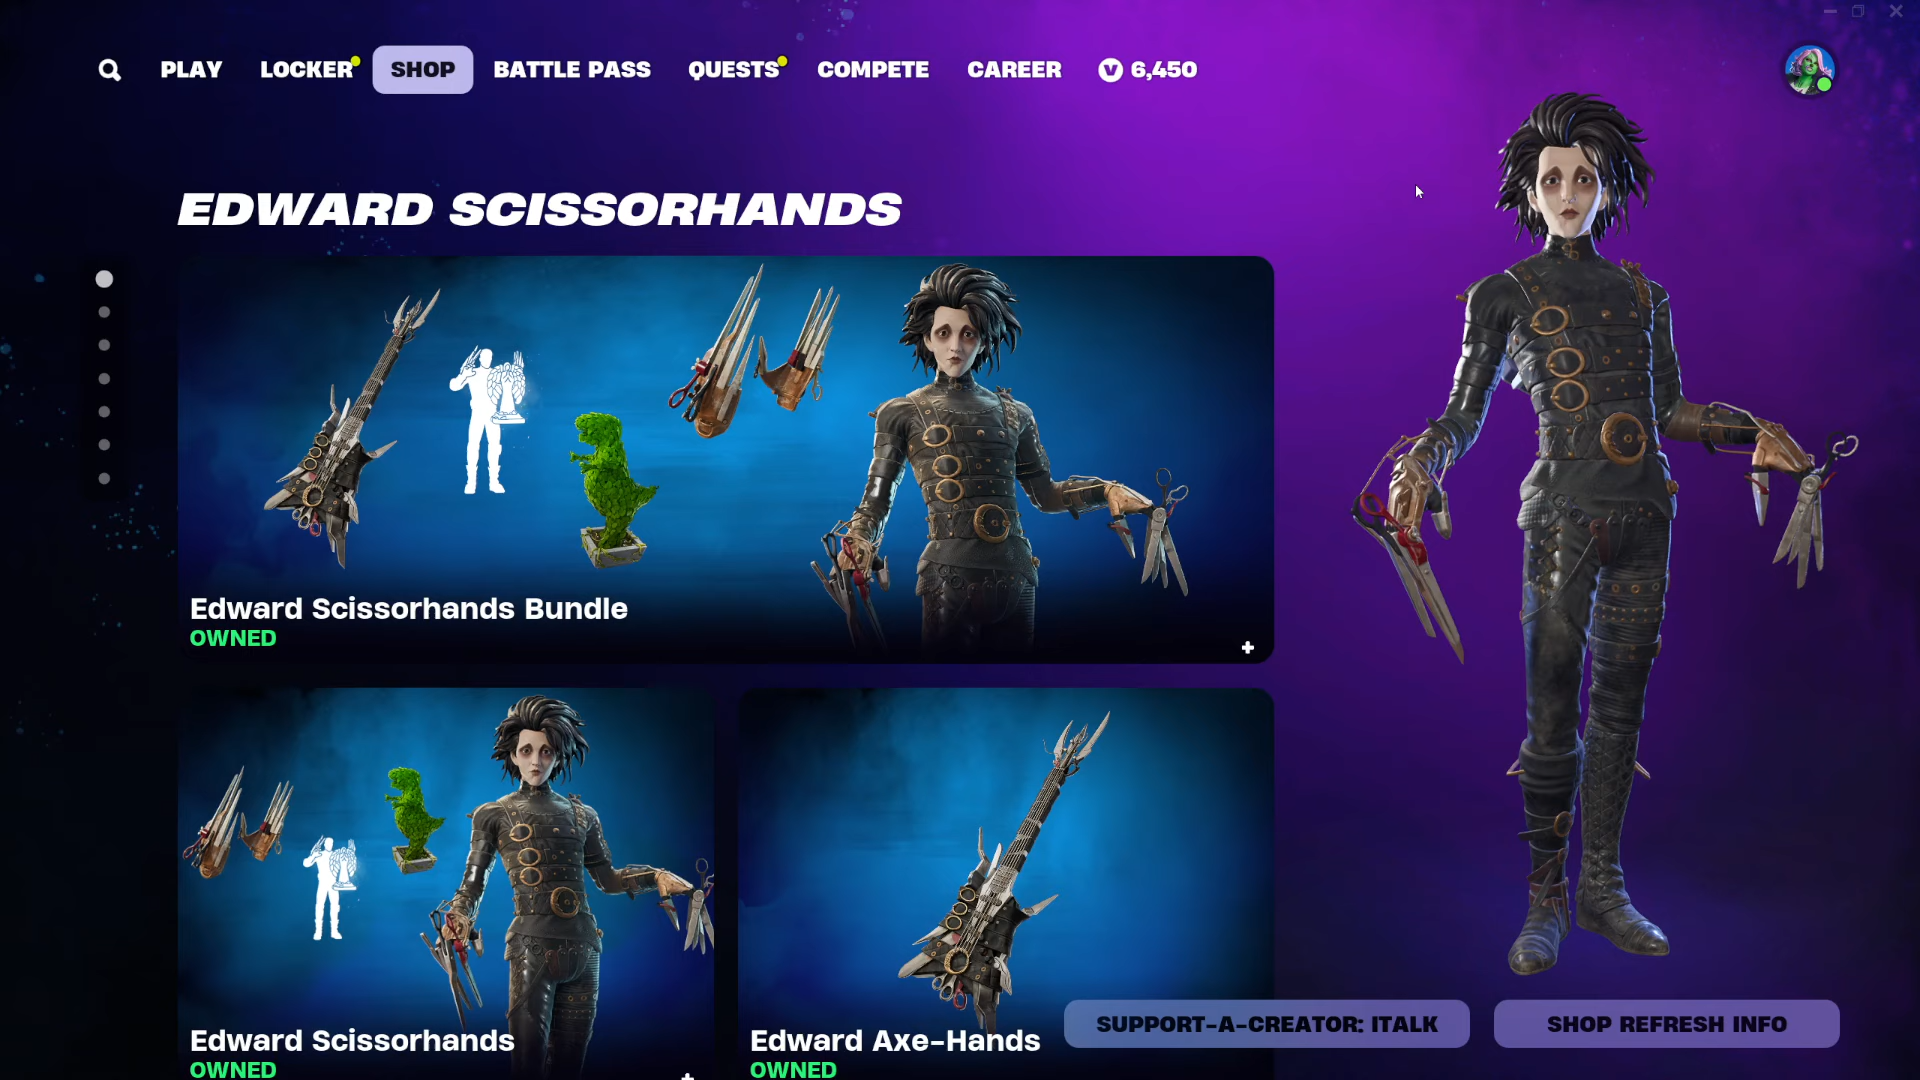 PLAY LOCKER SHOP BATTLE PASS QUESTS COMPETE CAREER V 6,450
EDWARD SCISSORHANDS
Edward Scissorhands Bundle
OWNED
Edward Scissorhands
OWNED
Edward Axe-Hands
OWNED
SUPPORT-A-CREATOR: ITALK
SHOP REFRESH INFO